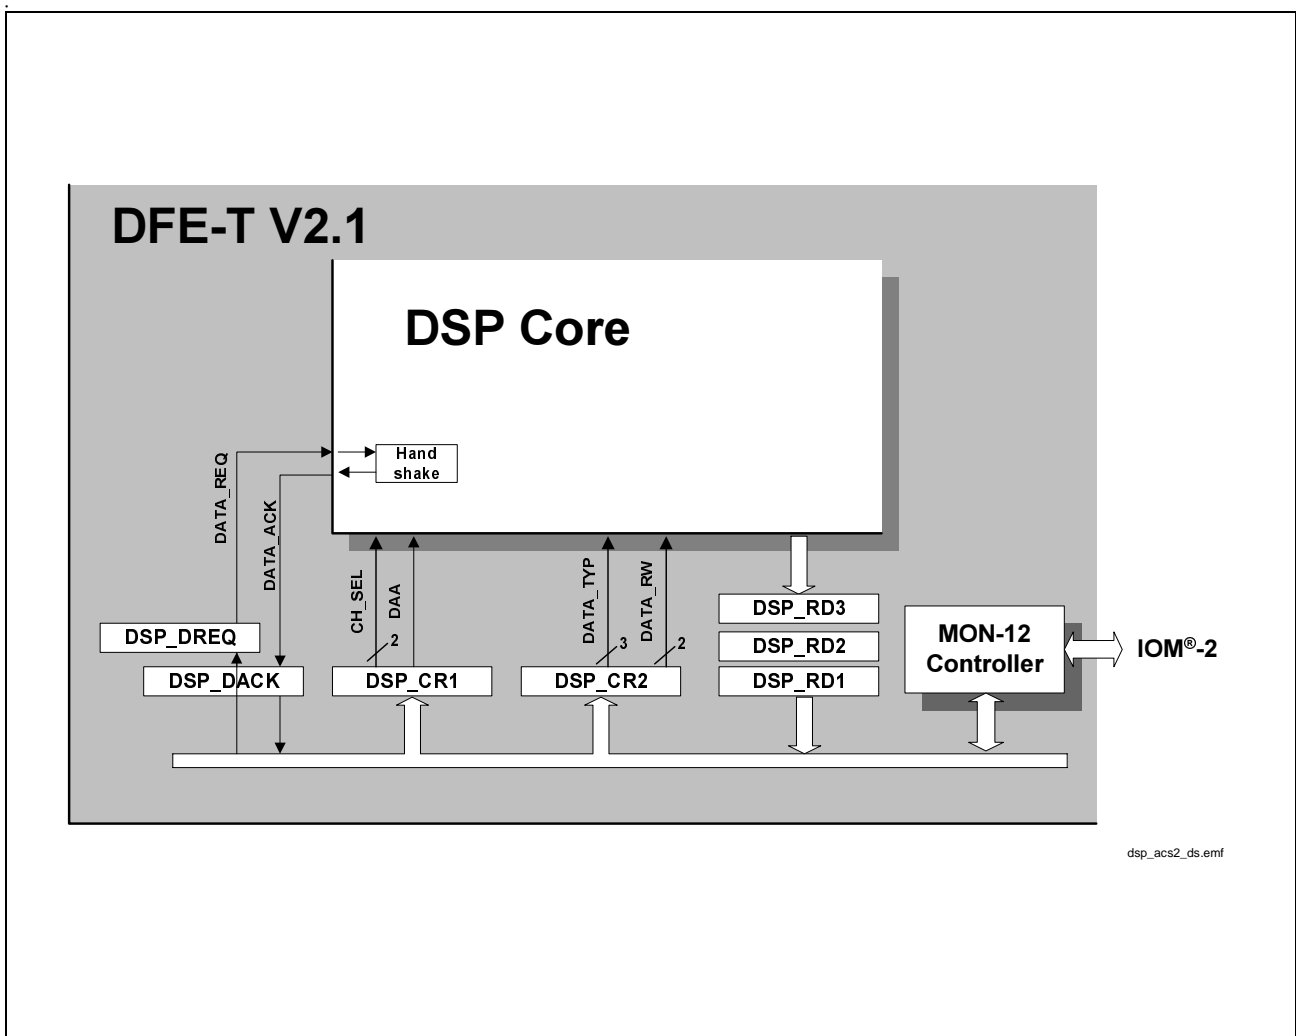 DFE-T V2.1
DSP Core
Hand
shake
DATA_REQ
DATA_ACK
CH_SEL
DAA
DATA_TYP
DATA_RW
2
3
2
DSP_DREQ
DSP_DACK
DSP_CR1
DSP_CR2
DSP_RD3
DSP_RD2
DSP_RD1
MON-12
Controller
IOM®-2
dsp_acs2_ds.emf